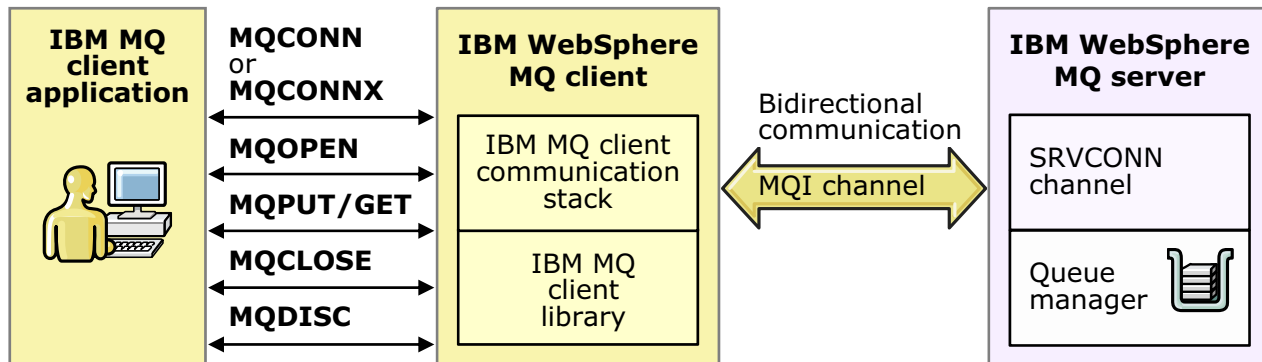 IBM MQ
client
application
MQCONN
or
MQCONNX
MQOPEN
MQPUT/GET
MQCLOSE
MQDISC
IBM WebSphere
MQ client
IBM MQ client
communication
stack
IBM MQ
client
library
Bidirectional
communication
MQI channel
IBM WebSphere
MQ server
SRVCONN
channel
Queue
manager